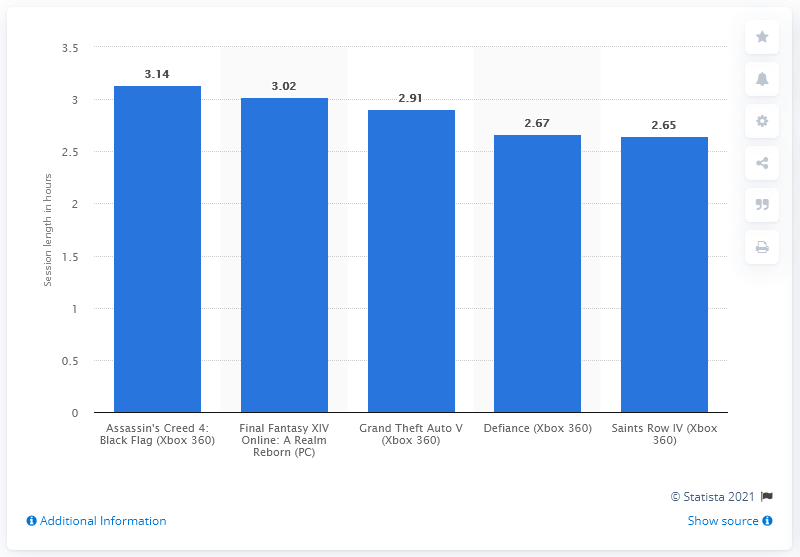 3.5
3
2.5
2
1.5
1
0.5
0
Session length in hours
3.14
3.02
2.91
2.67
2.65
Assassin's Creed 4:
Black Flag (Xbox 360)
Final Fantasy XIV
Online: A Realm
Reborn (PC)
Grand Theft Auto V
(Xbox 360)
Defiance (Xbox 360)
Saints Row IV (Xbox
360)
© Statista 2021
Additional Information
Show source